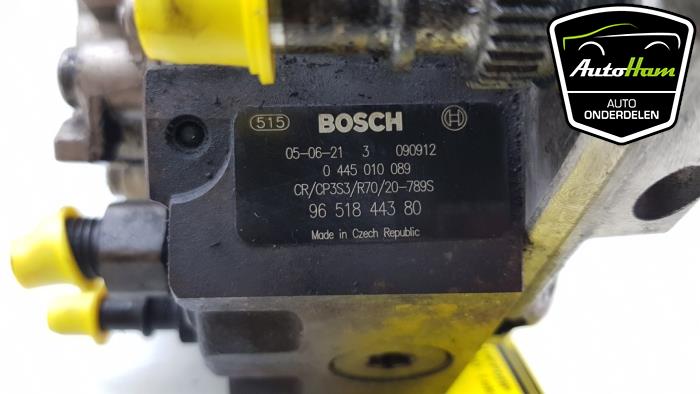 515 BOSCH
05-06-21 3 090912
0 445 010 089
CR/CP3S3/R70/20-789S
96 518 443 80
Made in Czech Republic
AutoHam
AUTO
ONDERDELEN